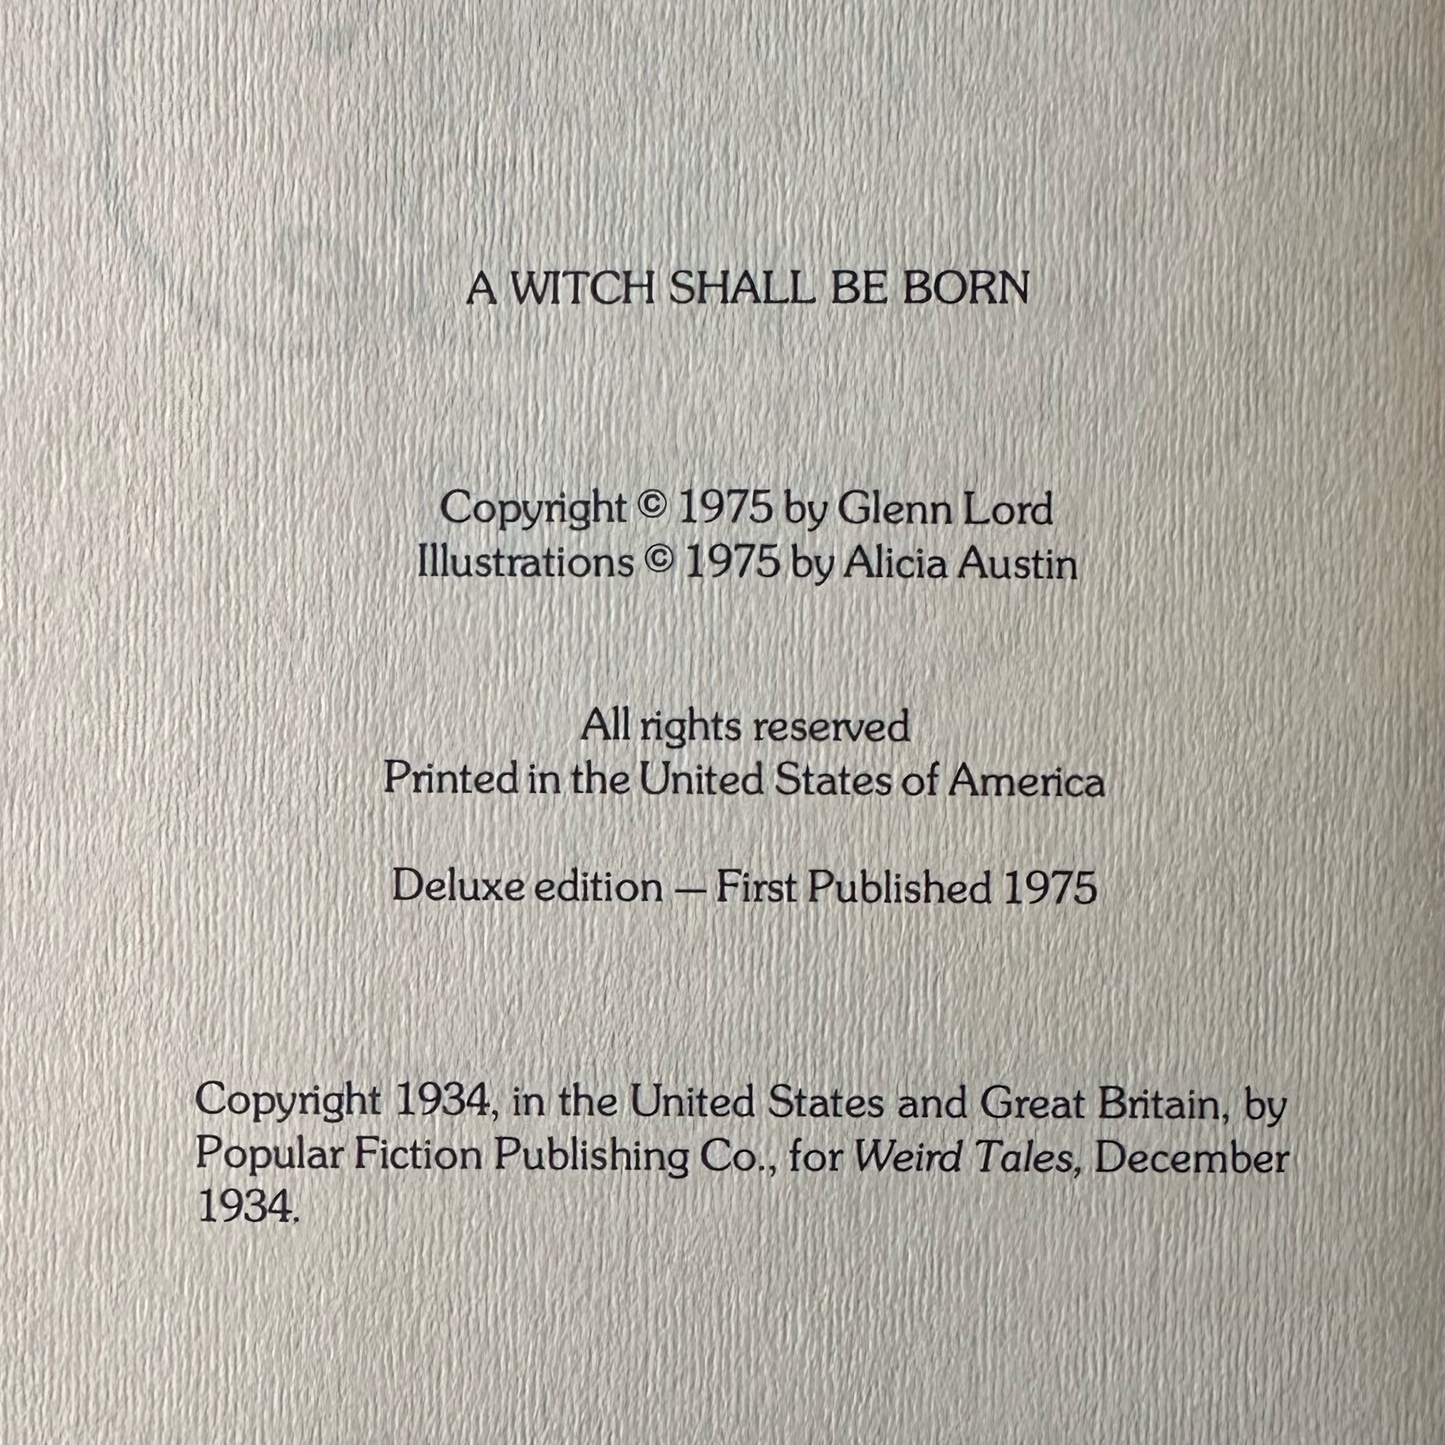 A WITCH SHALL BE BORN
Copyright © 1975 by Glenn Lord
Illustrations © 1975 by Alicia Austin
All rights reserved
Printed in the United States of America
Deluxe edition — First Published 1975
Copyright 1934, in the United States and Great Britain, by
Popular Fiction Publishing Co., for Weird Tales, December
1934.